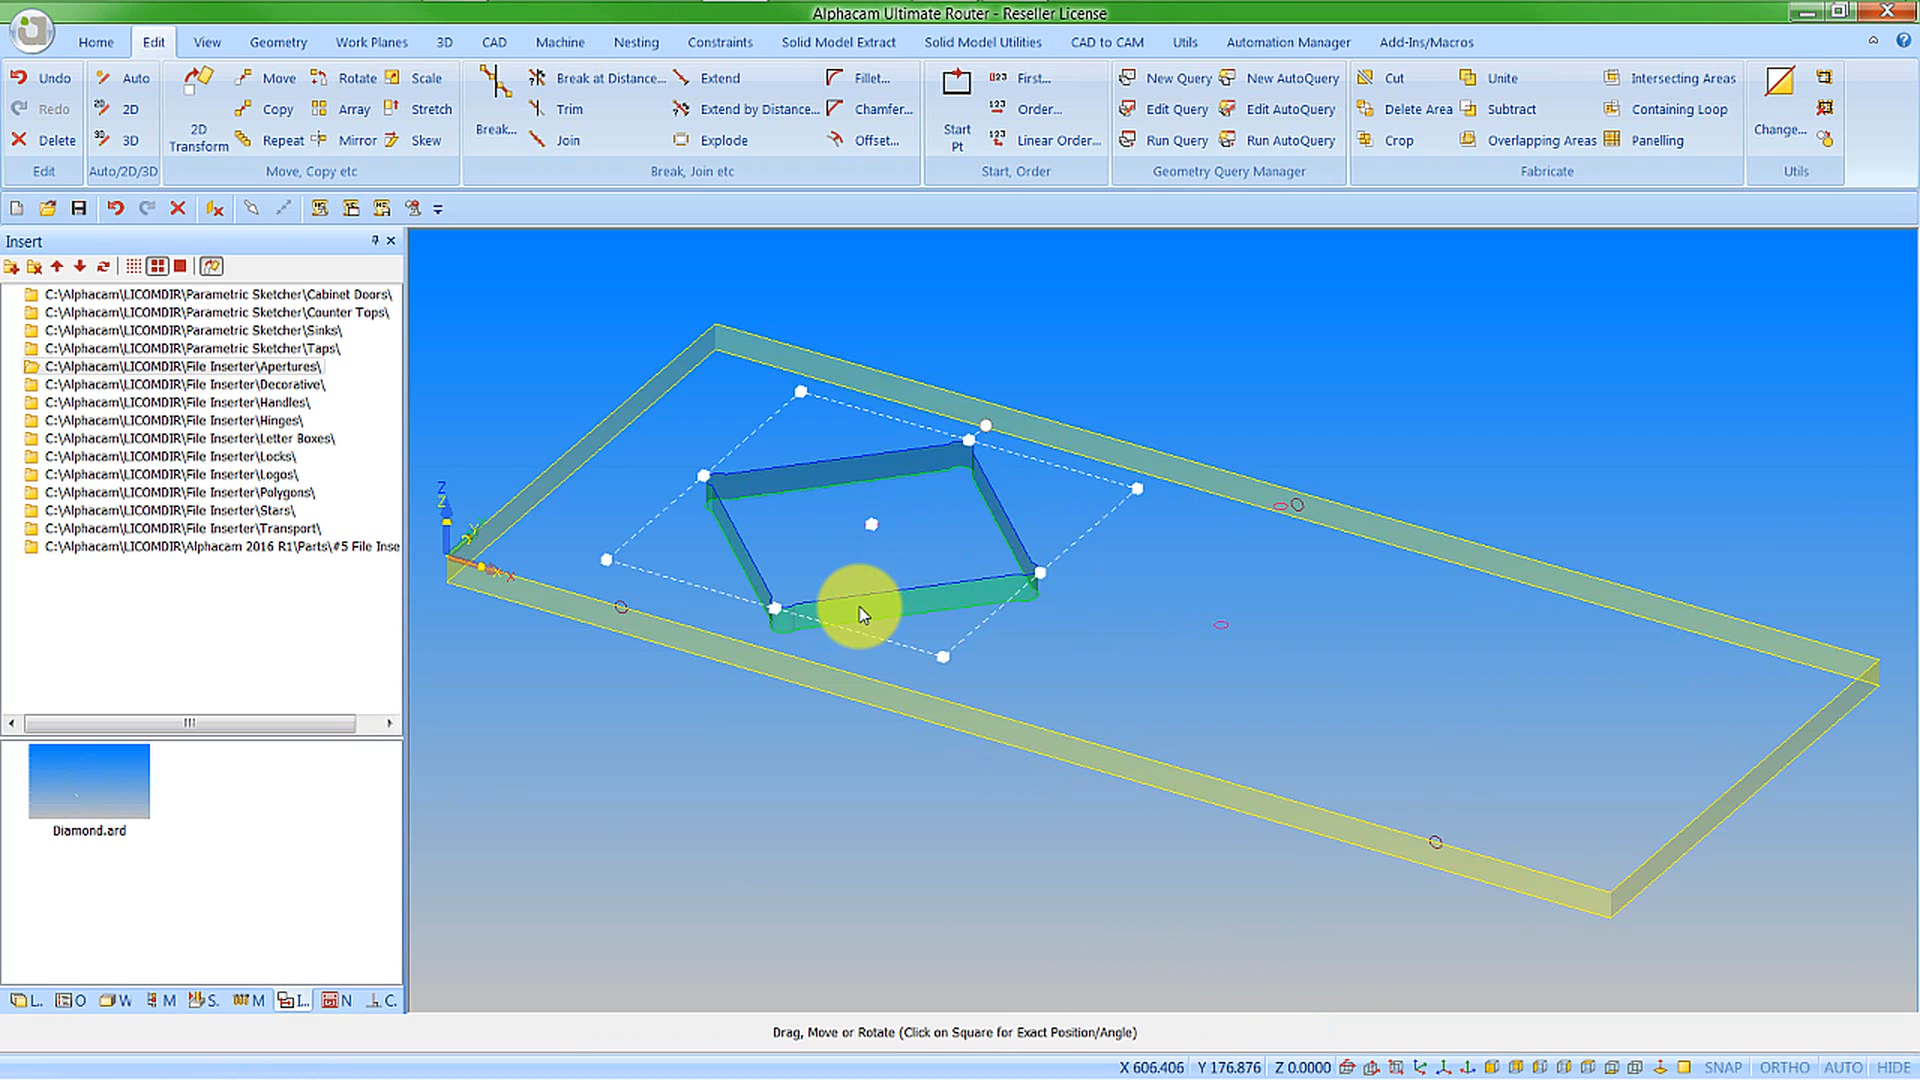 Alphacam Ultimate Router - Reseller License
Home Edit View Geometry Work Planes 3D CAD Machine Nesting Constraints Solid Model Extract Solid Model Utilities CAD to CAM Utils Automation Manager Add-Ins/Macros
Undo Auto Move Rotate Scale Break at Distance... Extend Fillet... First... New Query New AutoQuery Cut Unite Intersecting Areas
Redo 2D Copy Array Stretch Trim Extend by Distance... Chamfer... Order... Edit Query Edit AutoQuery Delete Area Subtract Containing Loop
2D Transform Break... Start Pt Change...
Delete 3D Repeat Mirror Skew Join Explode Offset... Linear Order... Run Query Run AutoQuery Crop Overlapping Areas Panelling
Edit Auto/2D/3D Move, Copy etc Break, Join etc Start, Order Geometry Query Manager Fabricate Utils
Insert
C:\Alphacam\LICOMDIR\Parametric Sketcher\Cabinet Doors\
C:\Alphacam\LICOMDIR\Parametric Sketcher\Counter Tops\
C:\Alphacam\LICOMDIR\Parametric Sketcher\Sinks\
C:\Alphacam\LICOMDIR\Parametric Sketcher\Taps\
C:\Alphacam\LICOMDIR\File Inserter\Apertures\
C:\Alphacam\LICOMDIR\File Inserter\Decorative\
C:\Alphacam\LICOMDIR\File Inserter\Handles\
C:\Alphacam\LICOMDIR\File Inserter\Hinges\
C:\Alphacam\LICOMDIR\File Inserter\Letter Boxes\
C:\Alphacam\LICOMDIR\File Inserter\Locks\
C:\Alphacam\LICOMDIR\File Inserter\Logos\
C:\Alphacam\LICOMDIR\File Inserter\Polygons\
C:\Alphacam\LICOMDIR\File Inserter\Stars\
C:\Alphacam\LICOMDIR\File Inserter\Transport\
C:\Alphacam\LICOMDIR\Alphacam 2016 R1\Parts\#5 File Inse
Z
Z
Y
X X
Diamond.ard
L. O W M S. M I... N C.
Drag, Move or Rotate (Click on Square for Exact Position/Angle)
X 606.406 Y 176.876 Z 0.0000 SNAP ORTHO AUTO HIDE